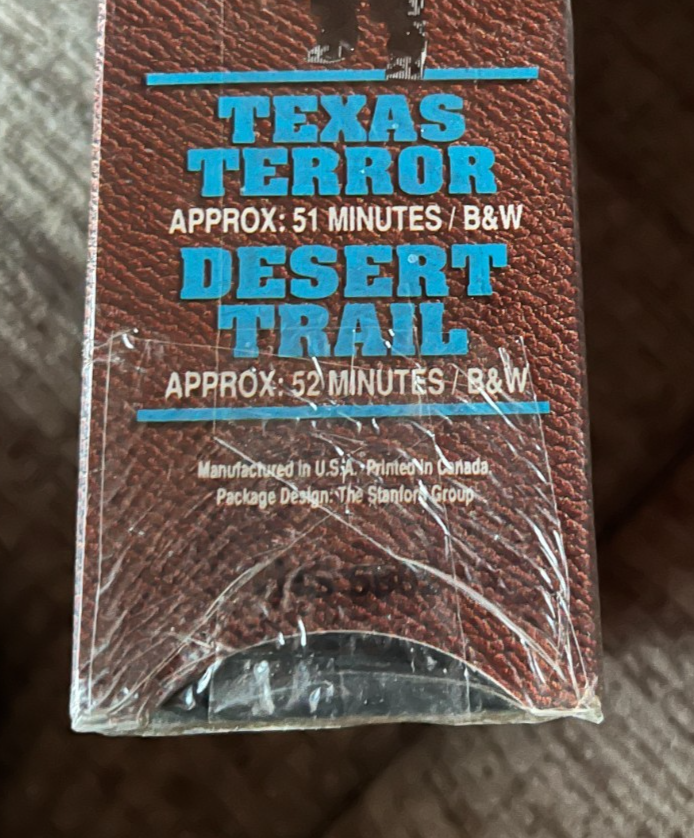 TEXAS
TERROR
APPROX: 51 MINUTES / B&W
DESERT
TRAIL
APPROX: 52 MINUTES / B&W
Manufactured in U.S.A. • Printed in Canada.
Package Design: The Stanford Group